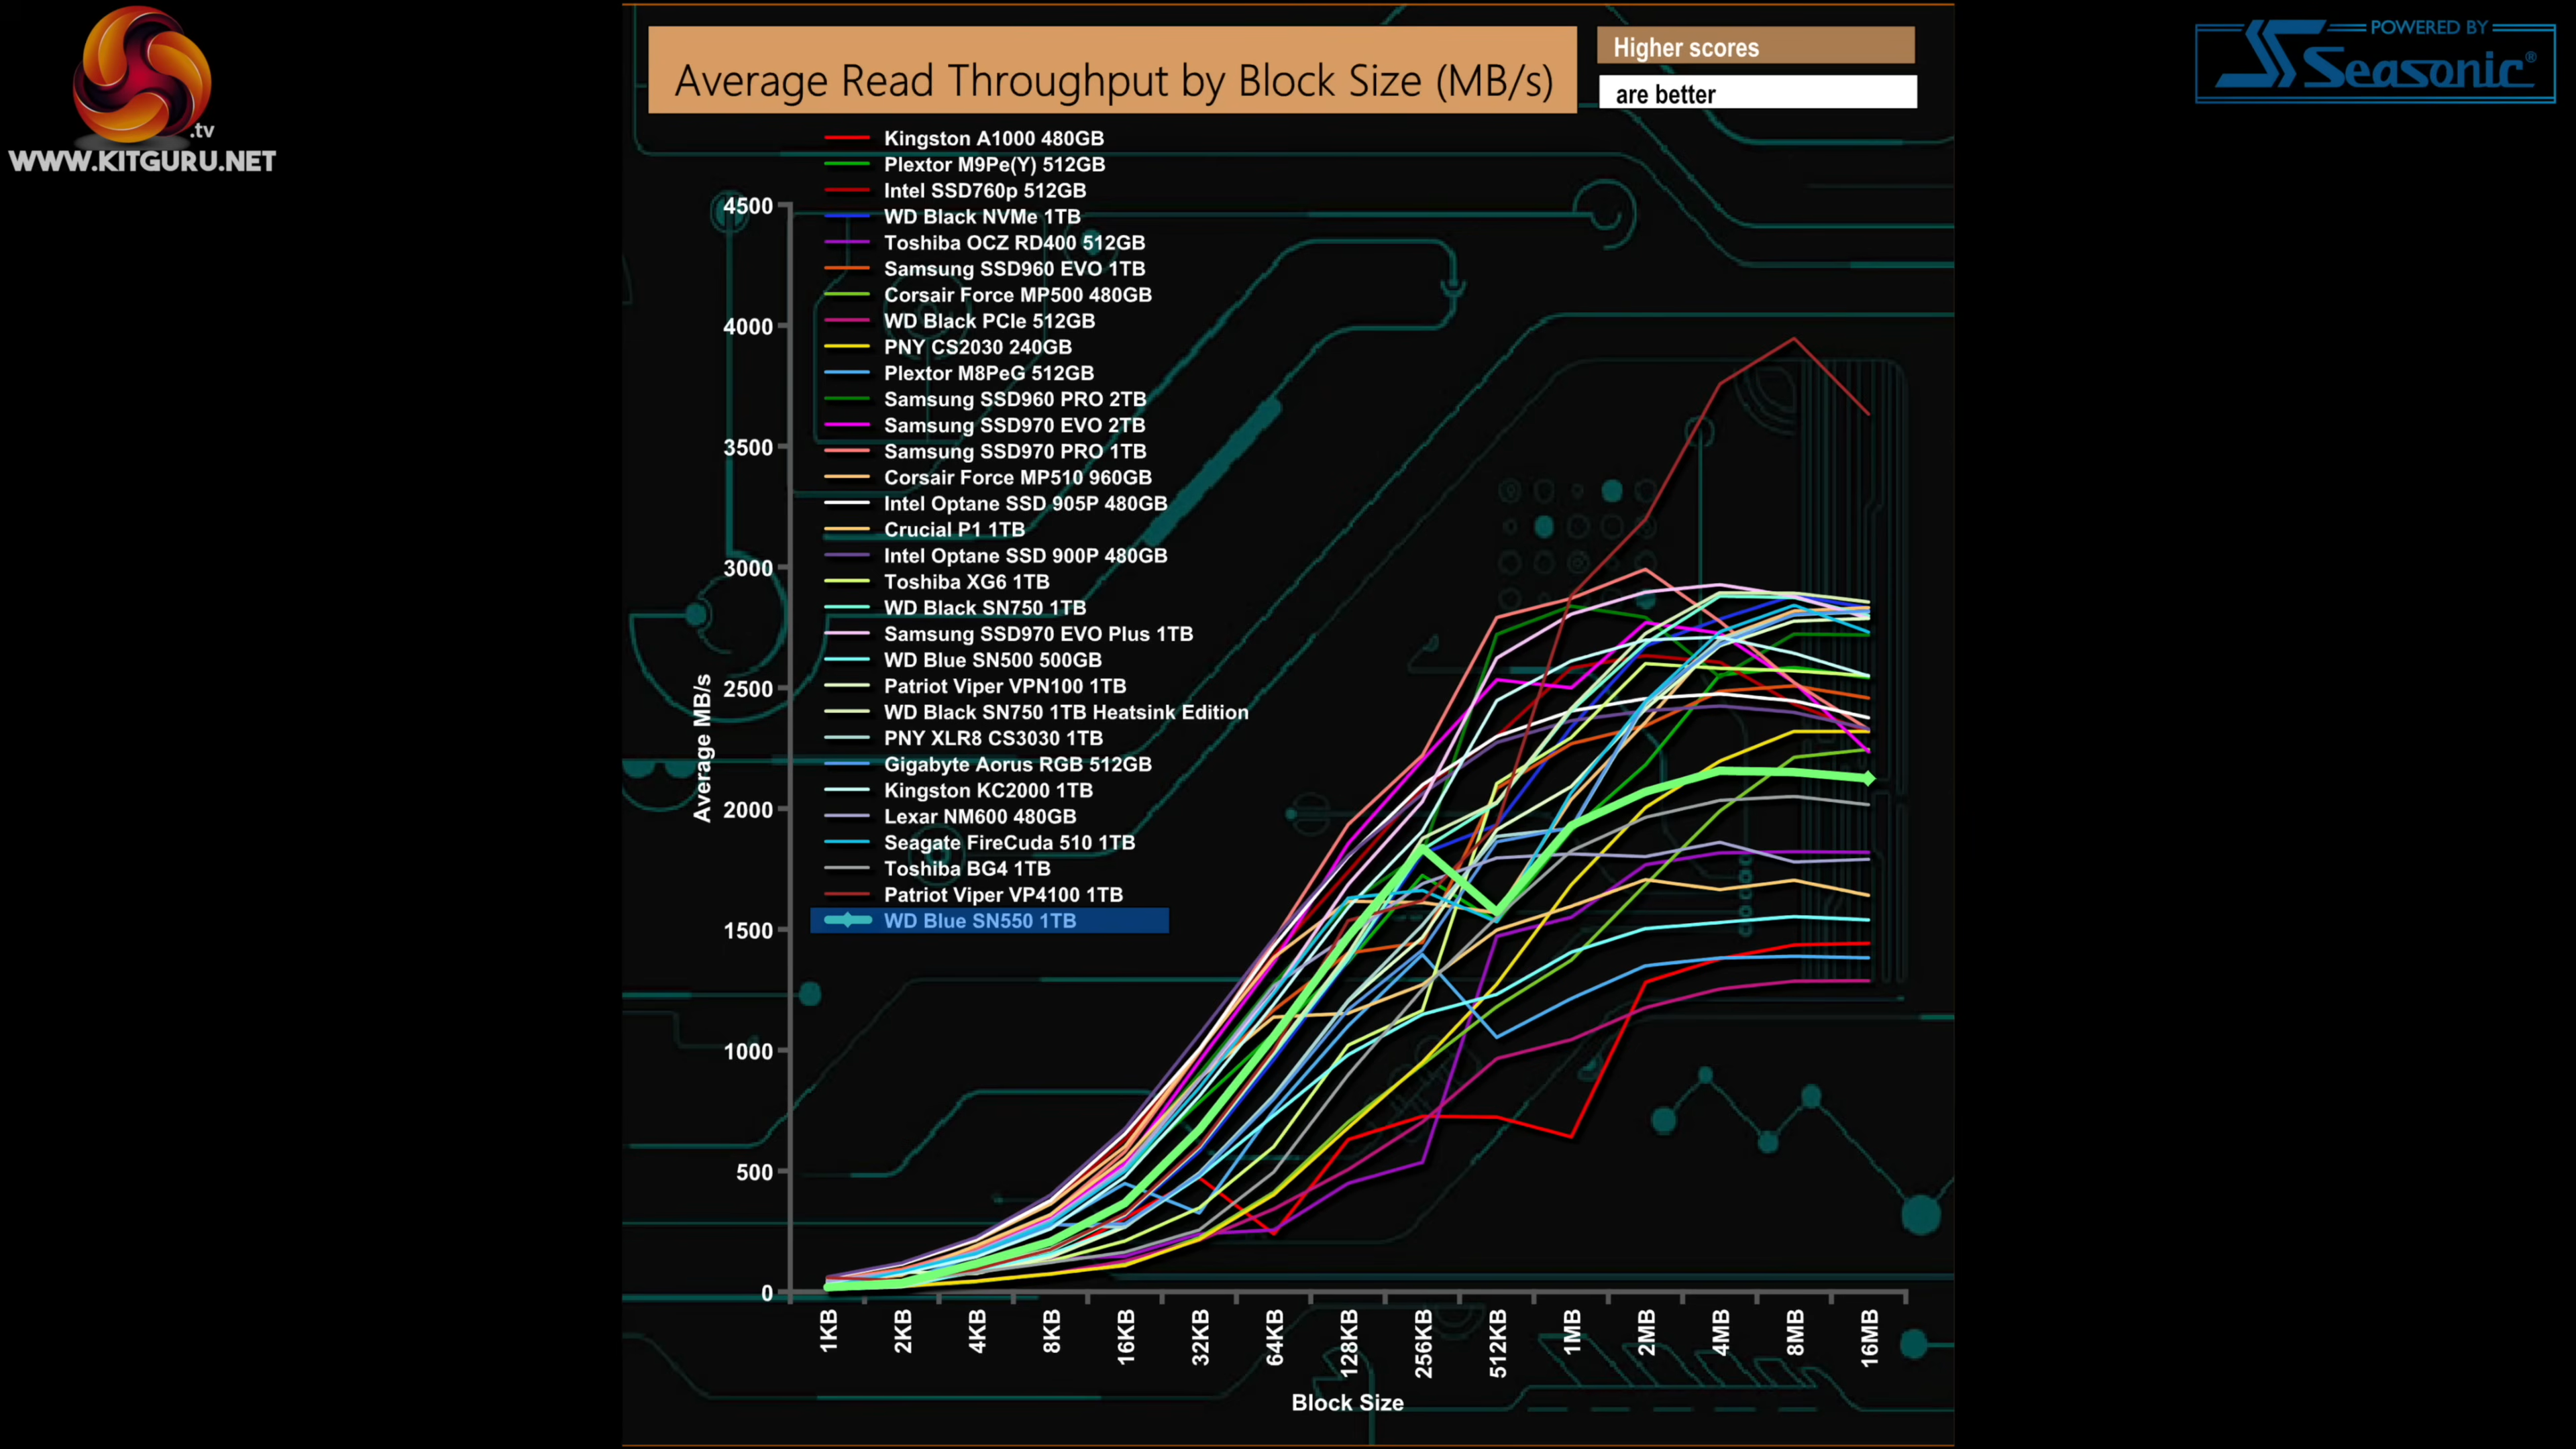 .tv
WWW.KITGURU.NET
POWERED BY
Seasonic®
Average Read Throughput by Block Size (MB/s)
Higher scores
are better
Kingston A1000 480GB
Plextor M9Pe(Y) 512GB
Intel SSD760p 512GB
WD Black NVMe 1TB
Toshiba OCZ RD400 512GB
Samsung SSD960 EVO 1TB
Corsair Force MP500 480GB
WD Black PCIe 512GB
PNY CS2030 240GB
Plextor M8PeG 512GB
Samsung SSD960 PRO 2TB
Samsung SSD970 EVO 2TB
Samsung SSD970 PRO 1TB
Corsair Force MP510 960GB
Intel Optane SSD 905P 480GB
Crucial P1 1TB
Intel Optane SSD 900P 480GB
Toshiba XG6 1TB
WD Black SN750 1TB
Samsung SSD970 EVO Plus 1TB
WD Blue SN500 500GB
Patriot Viper VPN100 1TB
WD Black SN750 1TB Heatsink Edition
PNY XLR8 CS3030 1TB
Gigabyte Aorus RGB 512GB
Kingston KC2000 1TB
Lexar NM600 480GB
Seagate FireCuda 510 1TB
Toshiba BG4 1TB
Patriot Viper VP4100 1TB
WD Blue SN550 1TB
4500
4000
3500
3000
2500
2000
1500
1000
500
0
Average MB/s
1KB
2KB
4KB
8KB
16KB
32KB
64KB
128KB
256KB
512KB
1MB
2MB
4MB
8MB
16MB
Block Size